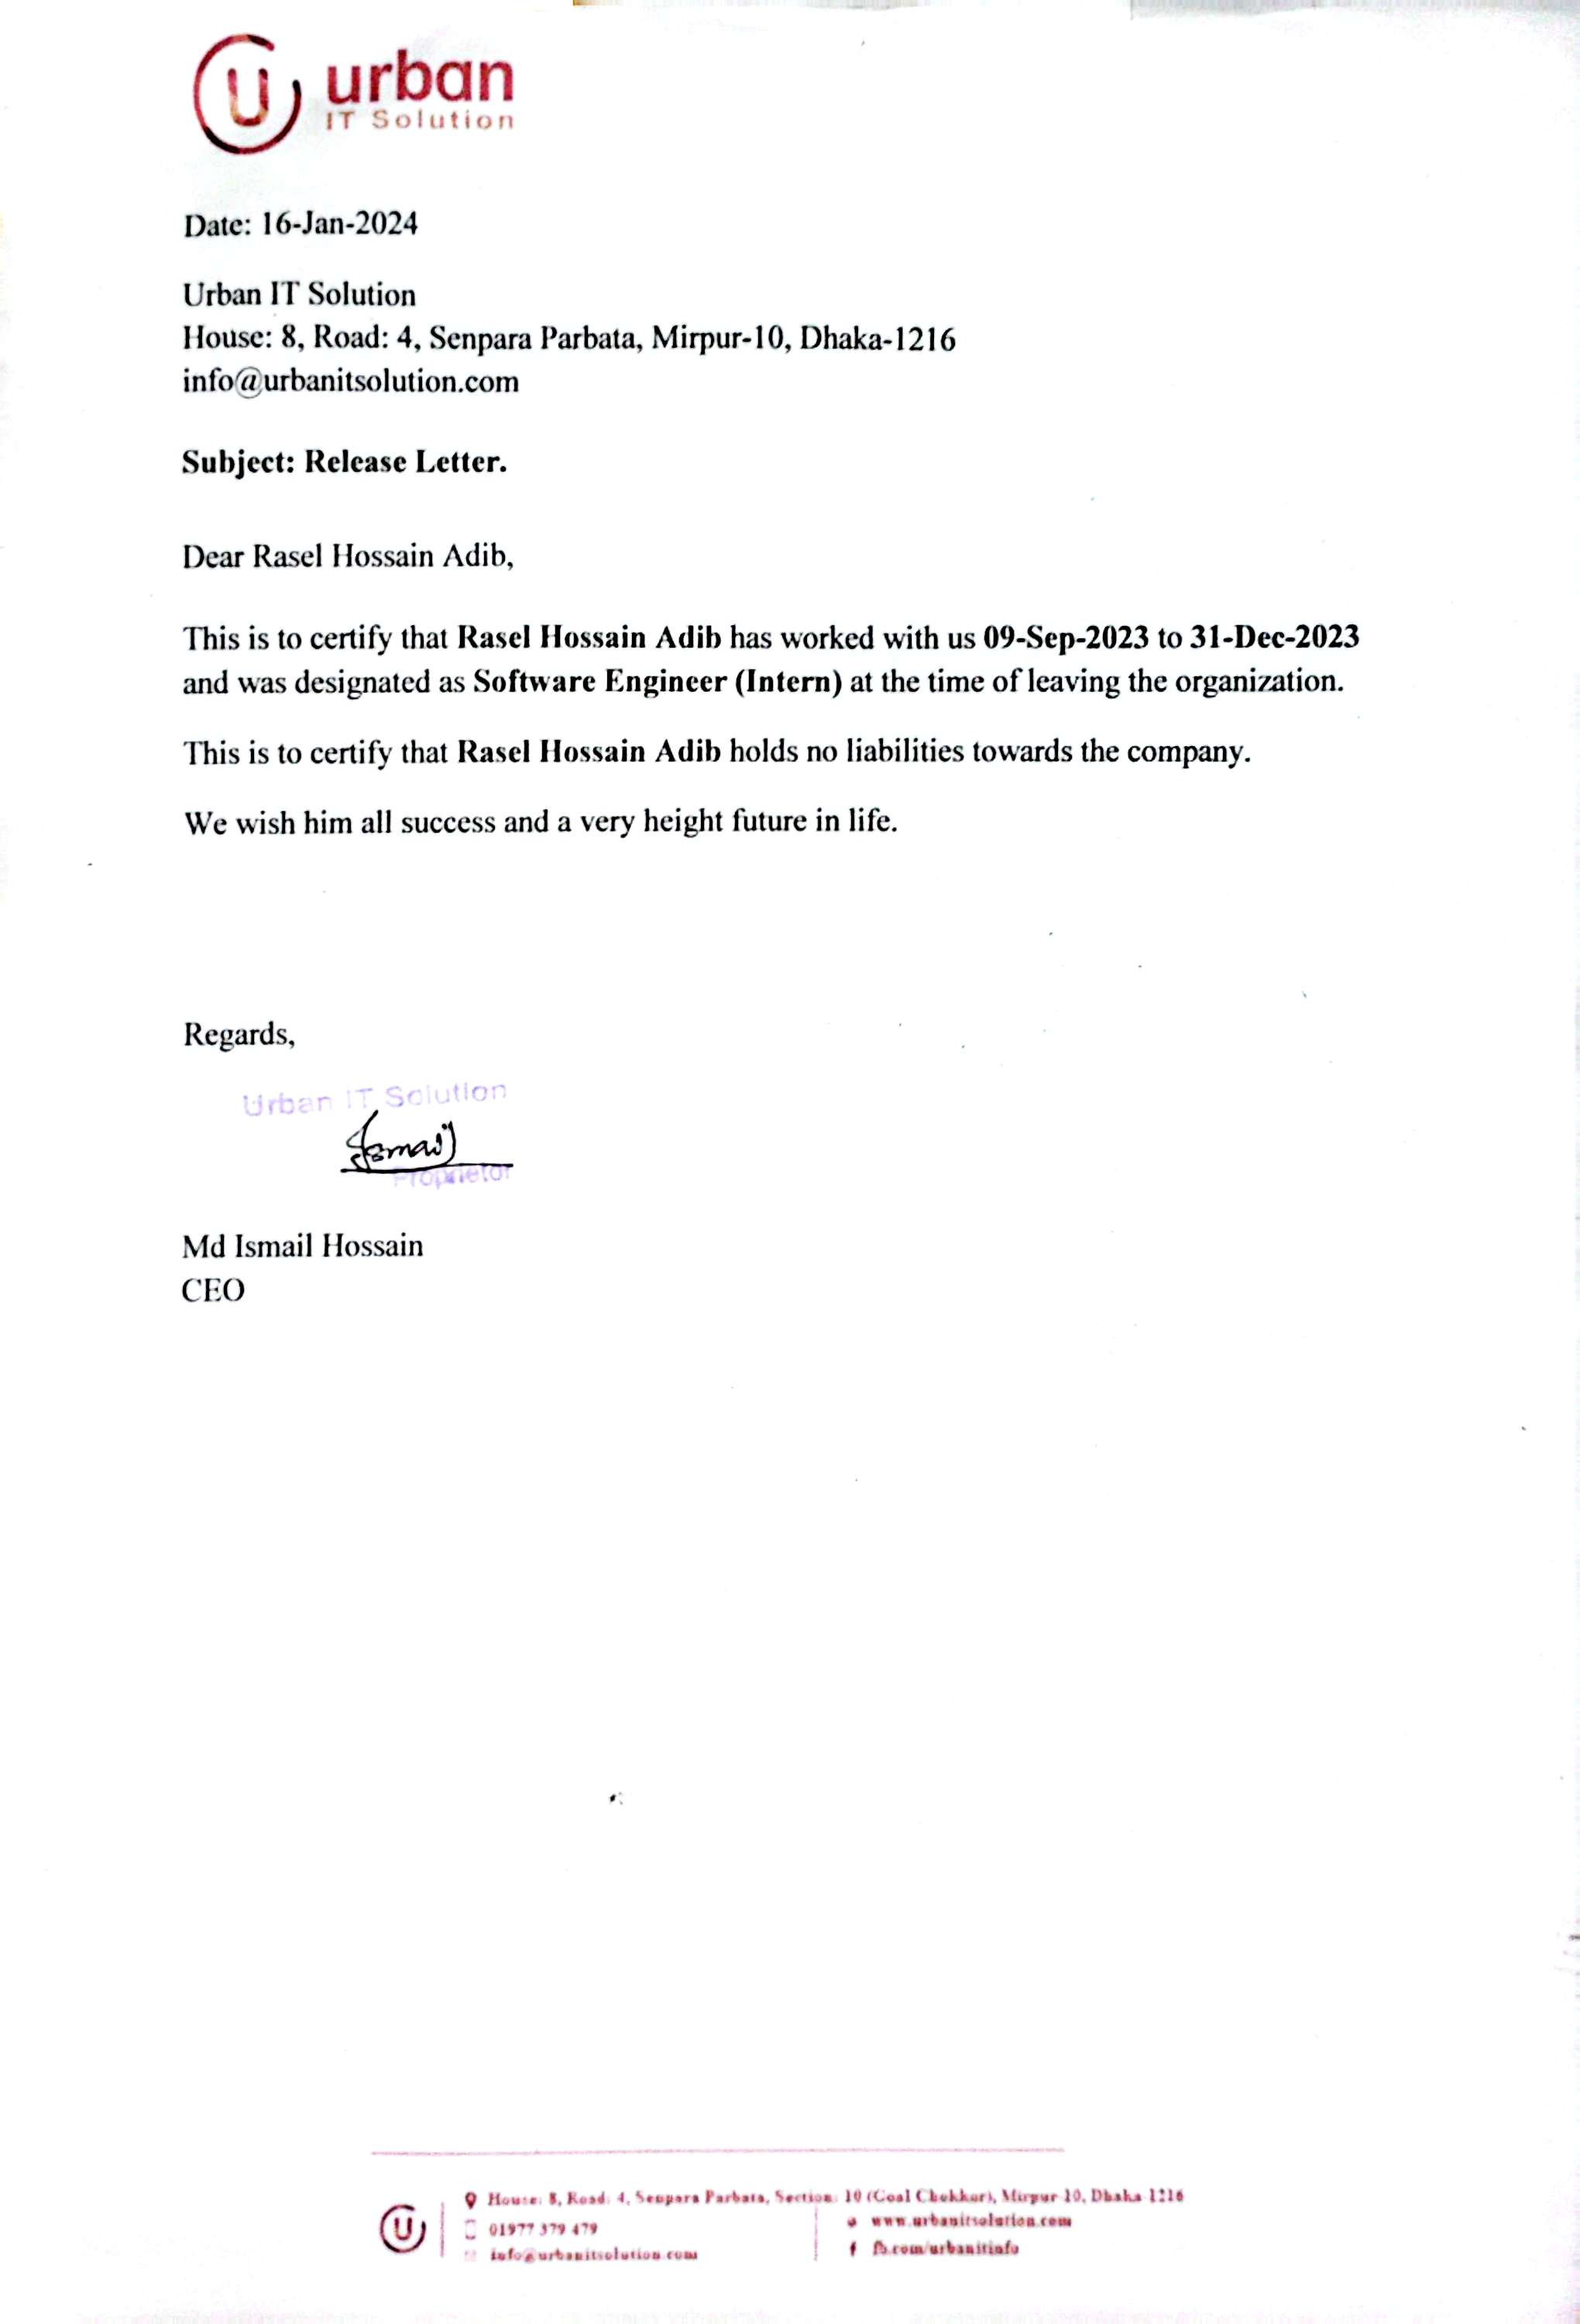 urban
IT Solution
Date: 16-Jan-2024
Urban IT Solution
House: 8, Road: 4, Senpara Parbata, Mirpur-10, Dhaka-1216
info@urbanitsolution.com
Subject: Release Letter.
Dear Rasel Hossain Adib,
This is to certify that Rasel Hossain Adib has worked with us 09-Sep-2023 to 31-Dec-2023
and was designated as Software Engineer (Intern) at the time of leaving the organization.
This is to certify that Rasel Hossain Adib holds no liabilities towards the company.
We wish him all success and a very height future in life.
Regards,
Urban IT Solution
Ismail
Proprietor
Md Ismail Hossain
CEO
House: 8, Road: 4, Senpara Parbata, Section: 10 (Goal Chokkor), Mirpur 10, Dhaka 1216
01977 379 479
www.urbanitsolution.com
info@urbanitsolution.com
fb.com/urbanitinfo